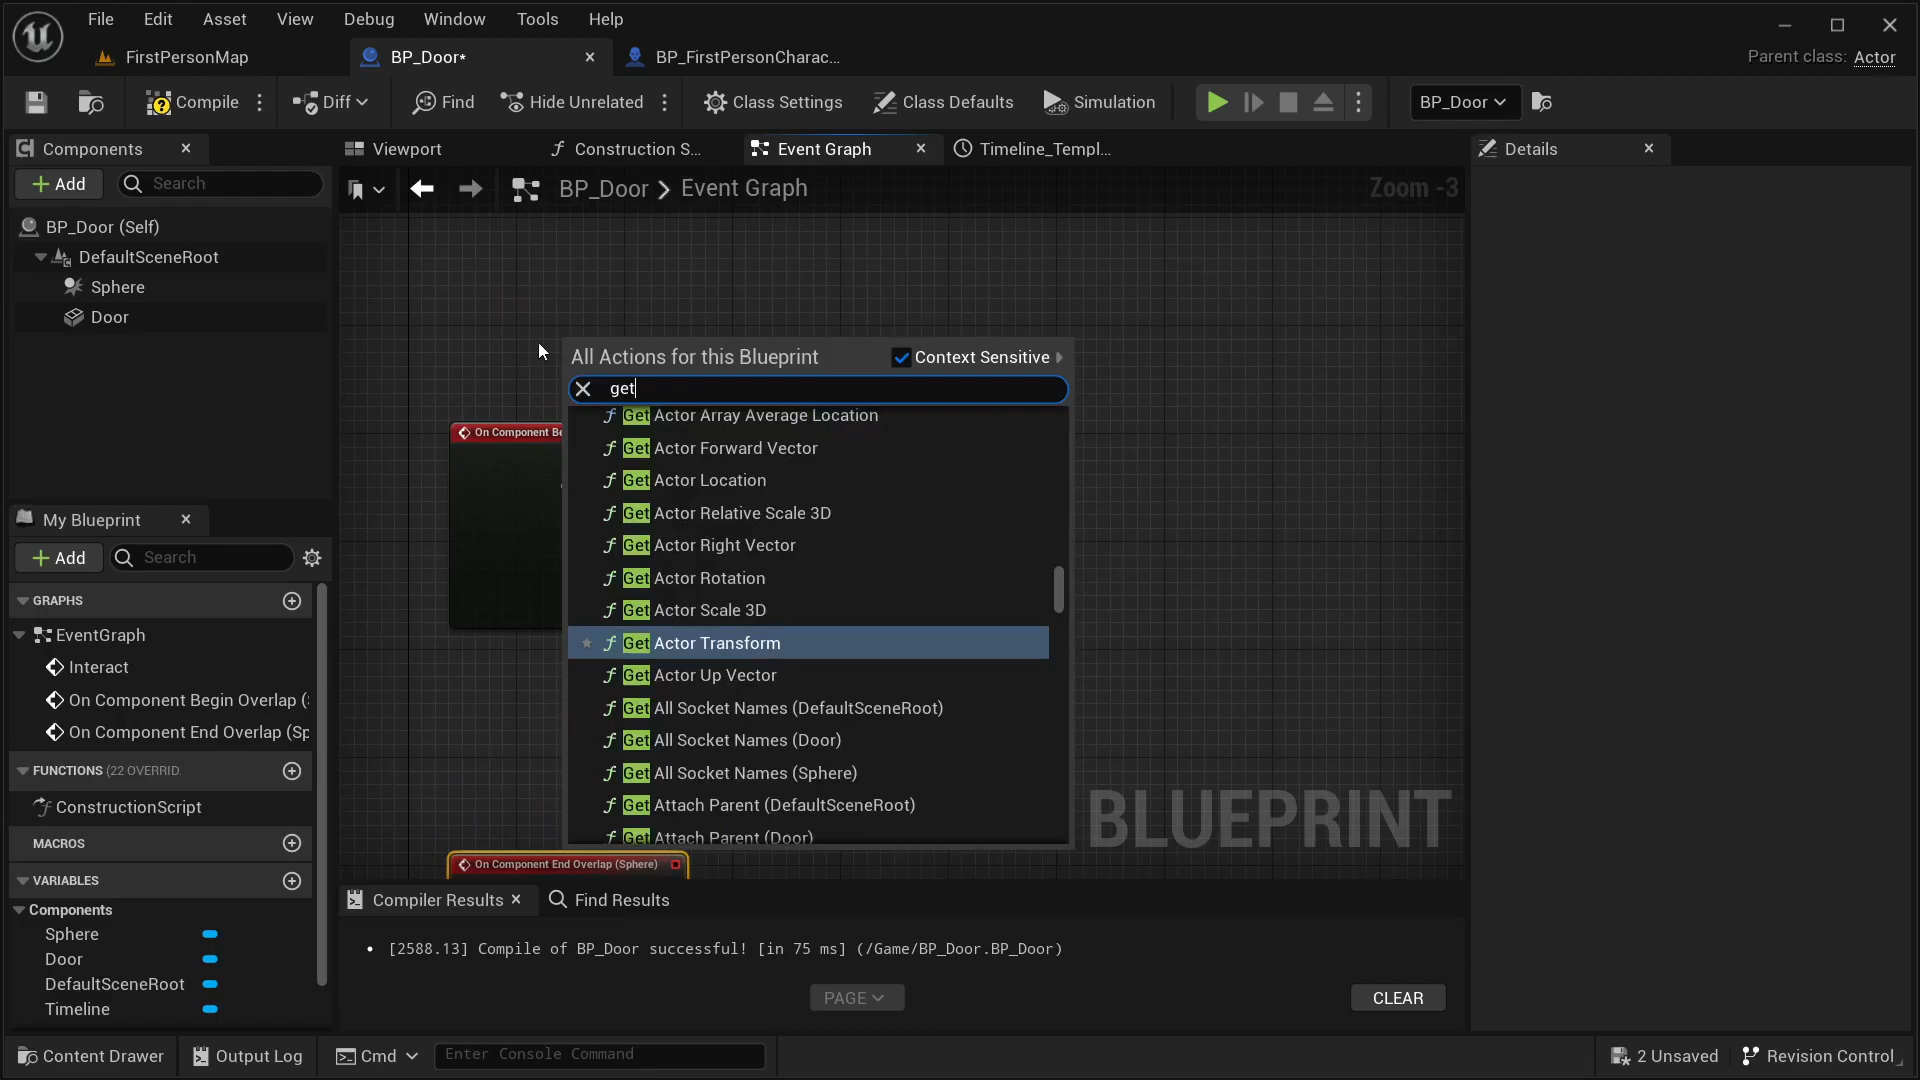 File Edit Asset View Debug Window Tools Help
FirstPersonMap BP_Door* BP_FirstPersonCharac... Parent class: Actor
Compile Diff Find Hide Unrelated Class Settings Class Defaults Simulation BP_Door
Components
Add Search
BP_Door (Self)
DefaultSceneRoot
Sphere
Door
My Blueprint
Add Search
GRAPHS
EventGraph
Interact
On Component Begin Overlap (
On Component End Overlap (Sp
FUNCTIONS (22 OVERRID
ConstructionScript
MACROS
VARIABLES
Components
Sphere
Door
DefaultSceneRoot
Timeline
Viewport Construction S... Event Graph Timeline_Templ...
BP_Door > Event Graph Zoom -3
On Component Be
All Actions for this Blueprint Context Sensitive
get
Get Actor Array Average Location
Get Actor Forward Vector
Get Actor Location
Get Actor Relative Scale 3D
Get Actor Right Vector
Get Actor Rotation
Get Actor Scale 3D
Get Actor Transform
Get Actor Up Vector
Get All Socket Names (DefaultSceneRoot)
Get All Socket Names (Door)
Get All Socket Names (Sphere)
Get Attach Parent (DefaultSceneRoot)
Get Attach Parent (Door)
BLUEPRINT
On Component End Overlap (Sphere)
Compiler Results Find Results
• [2588.13] Compile of BP_Door successful! [in 75 ms] (/Game/BP_Door.BP_Door)
PAGE CLEAR
Details
Content Drawer Output Log Cmd Enter Console Command 2 Unsaved Revision Control